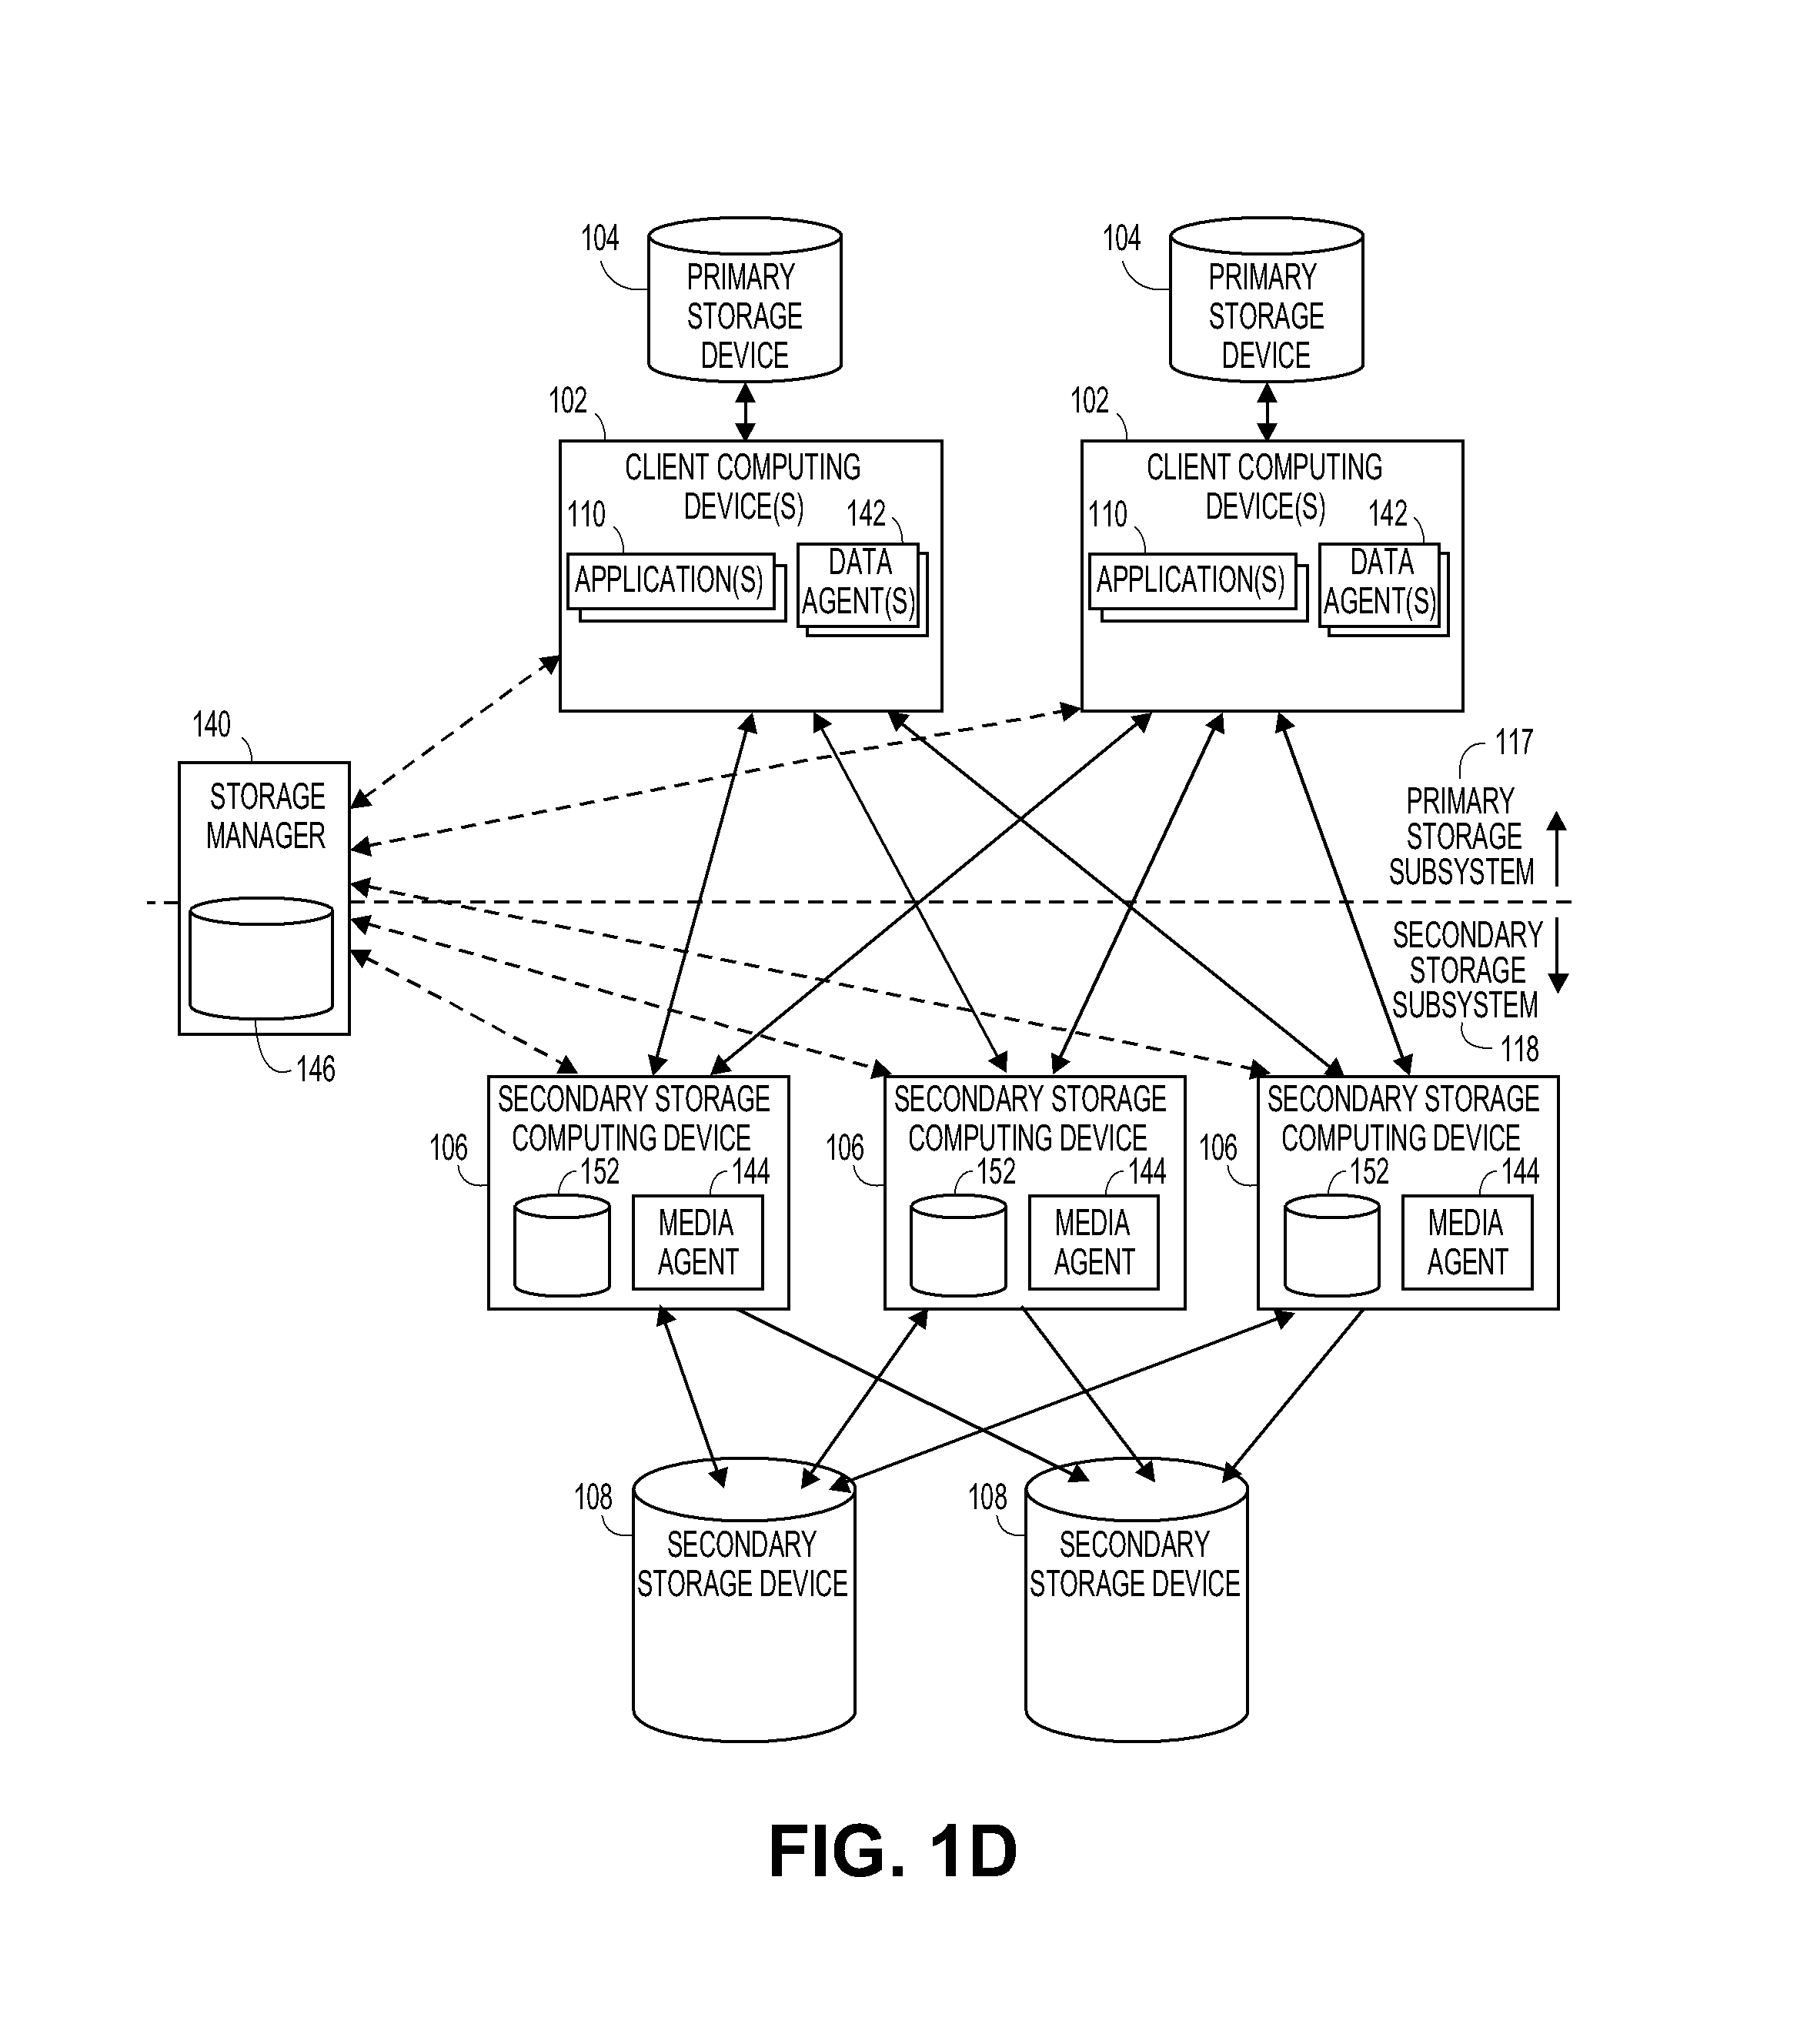 104
PRIMARY
STORAGE
DEVICE
104
PRIMARY
STORAGE
DEVICE
102
CLIENT COMPUTING
DEVICE(S)
110
APPLICATION(S)
142
DATA
AGENT(S)
102
CLIENT COMPUTING
DEVICE(S)
110
APPLICATION(S)
142
DATA
AGENT(S)
140
STORAGE
MANAGER
146
117
PRIMARY
STORAGE
SUBSYSTEM
SECONDARY
STORAGE
SUBSYSTEM
118
106
SECONDARY STORAGE
COMPUTING DEVICE
152
144
MEDIA
AGENT
106
SECONDARY STORAGE
COMPUTING DEVICE
152
144
MEDIA
AGENT
106
SECONDARY STORAGE
COMPUTING DEVICE
152
144
MEDIA
AGENT
108
SECONDARY
STORAGE DEVICE
108
SECONDARY
STORAGE DEVICE
FIG. 1D